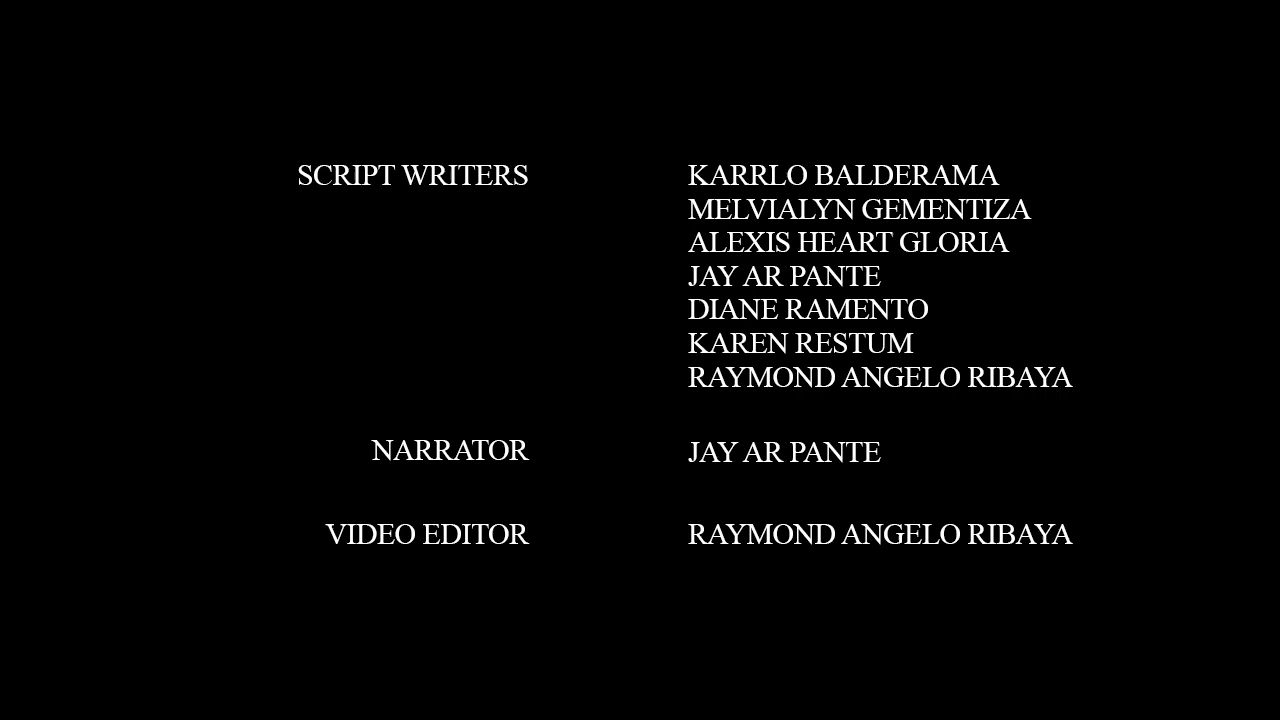 SCRIPT WRITERS KARRLO BALDERAMA
MELVIALYN GEMENTIZA
ALEXIS HEART GLORIA
JAY AR PANTE
DIANE RAMENTO
KAREN RESTUM
RAYMOND ANGELO RIBAYA
NARRATOR JAY AR PANTE
VIDEO EDITOR RAYMOND ANGELO RIBAYA